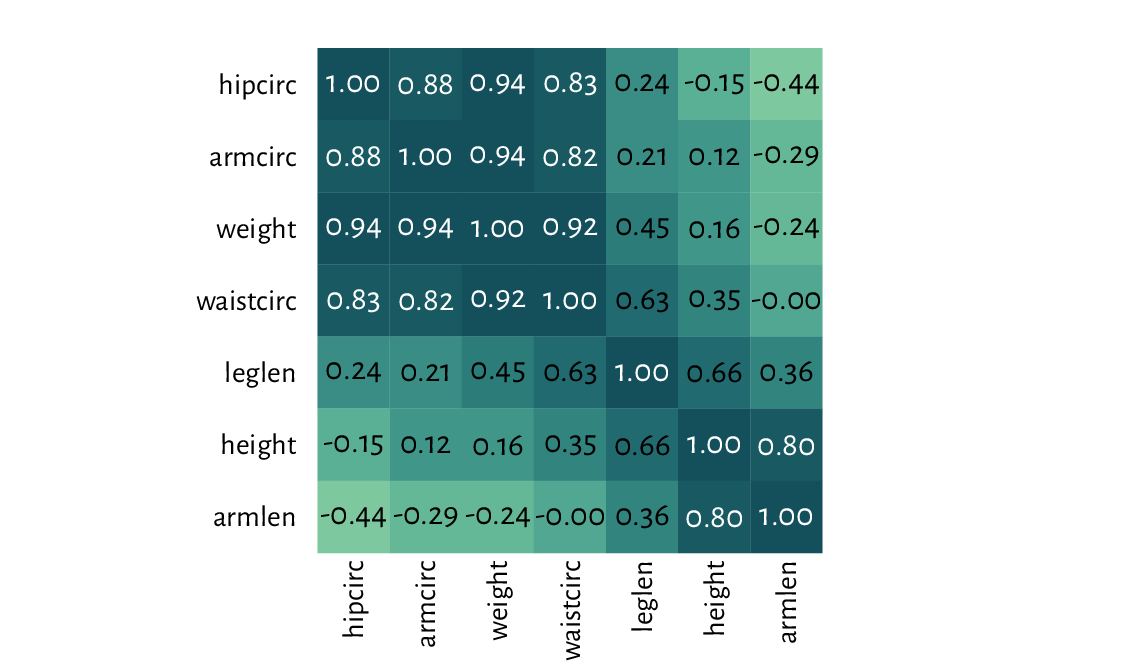 hipcirc 1.00 0.88 0.94 0.83 0.24 -0.15 -0.44
armcirc 0.88 1.00 0.94 0.82 0.21 0.12 -0.29
weight 0.94 0.94 1.00 0.92 0.45 0.16 -0.24
waistcirc 0.83 0.82 0.92 1.00 0.63 0.35 -0.00
leglen 0.24 0.21 0.45 0.63 1.00 0.66 0.36
height -0.15 0.12 0.16 0.35 0.66 1.00 0.80
armlen -0.44 -0.29 -0.24 -0.00 0.36 0.80 1.00
hipcirc armcirc weight waistcirc leglen height armlen